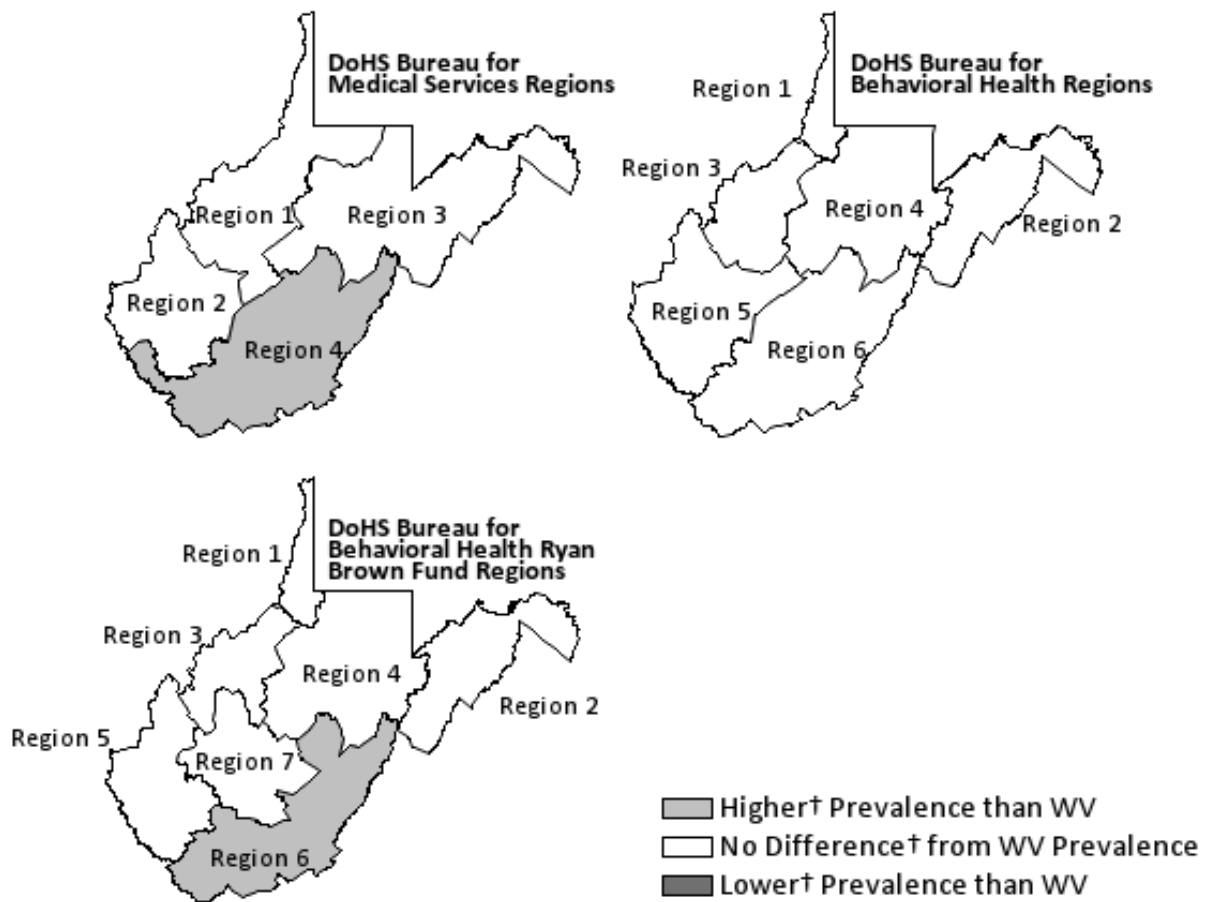 DoHS Bureau for
Medical Services Regions
Region 1
Region 3
Region 2
Region 4
DoHS Bureau for
Behavioral Health Regions
Region 1
Region 3
Region 4
Region 2
Region 5
Region 6
DoHS Bureau for
Behavioral Health Ryan
Brown Fund Regions
Region 1
Region 3
Region 4
Region 2
Region 5
Region 7
Region 6
Higher† Prevalence than WV
No Difference† from WV Prevalence
Lower† Prevalence than WV